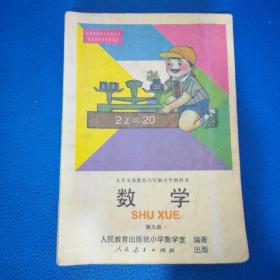 2x=20
九年义务教育六年制小学教科书
数 学
SHU XUE
第九册
人民教育出版社小学数学室 编著
人民教育出版社 出版